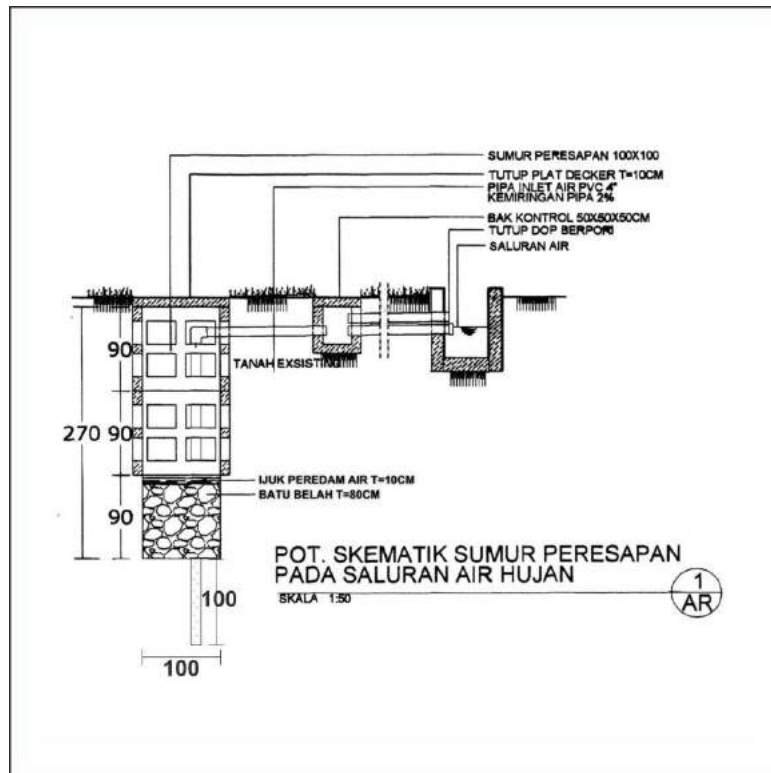 SUMUR PERESAPAN 100X100
TUTUP PLAT DECKER T=10CM
PIPA INLET AIR PVC 4"
KEMIRINGAN PIPA 2%
BAK KONTROL 50X50X50CM
TUTUP DOP BERPORI
SALURAN AIR
90
TANAH EXSISTING
270
90
IJUK PEREDAM AIR T=10CM
BATU BELAH T=80CM
90
POT. SKEMATIK SUMUR PERESAPAN
PADA SALURAN AIR HUJAN
SKALA 1:50
1
AR
100
100